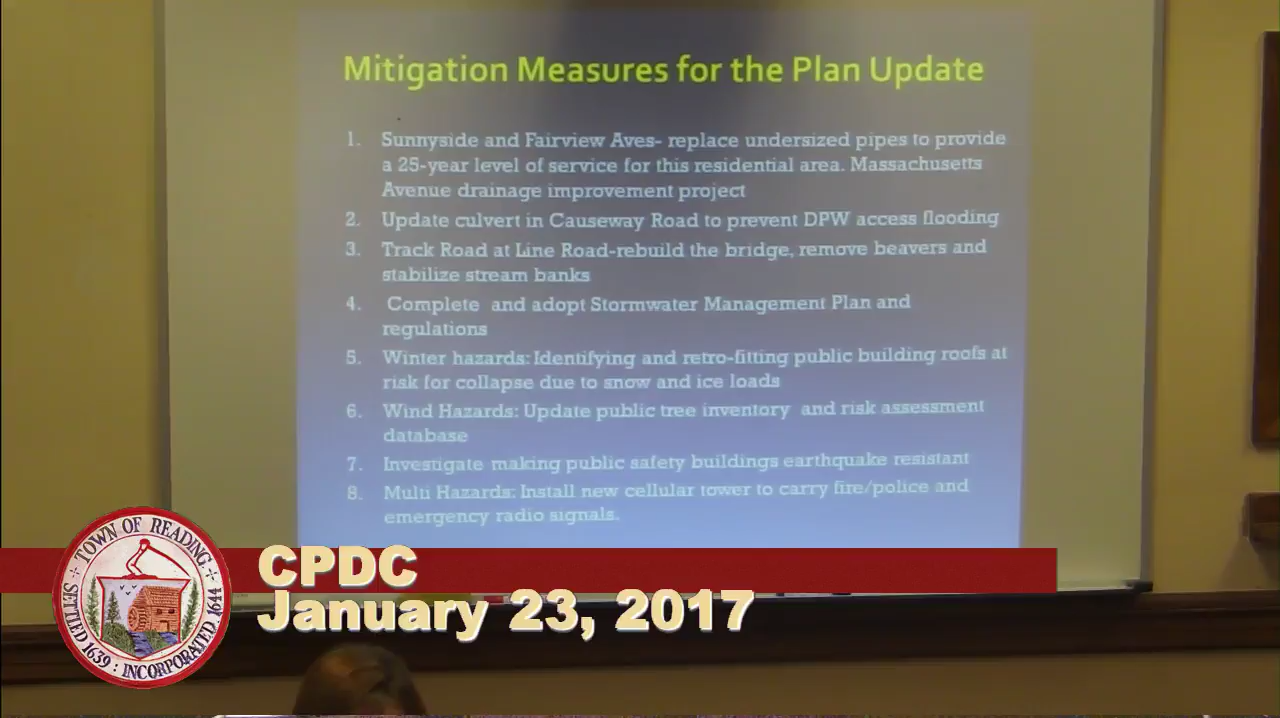 Mitigation Measures for the Plan Update
1. Sunnyside and Fairview Aves- replace undersized pipes to provide
a 25-year level of service for this residential area. Massachusetts
Avenue drainage improvement project
2. Update culvert in Causeway Road to prevent DPW access flooding
3. Track Road at Line Road-rebuild the bridge, remove beavers and
stabilize stream banks
4. Complete and adopt Stormwater Management Plan and
regulations
5. Winter hazards: Identifying and retro-fitting public building roofs at
risk for collapse due to snow and ice loads
6. Wind Hazards: Update public tree inventory and risk assessment
database
7. Investigate making public safety buildings earthquake resistant
8. Multi Hazards: Install new cellular tower to carry fire/police and
emergency radio signals.
TOWN OF READING
SETTLED 1639 : INCORPORATED 1644
CPDC
January 23, 2017